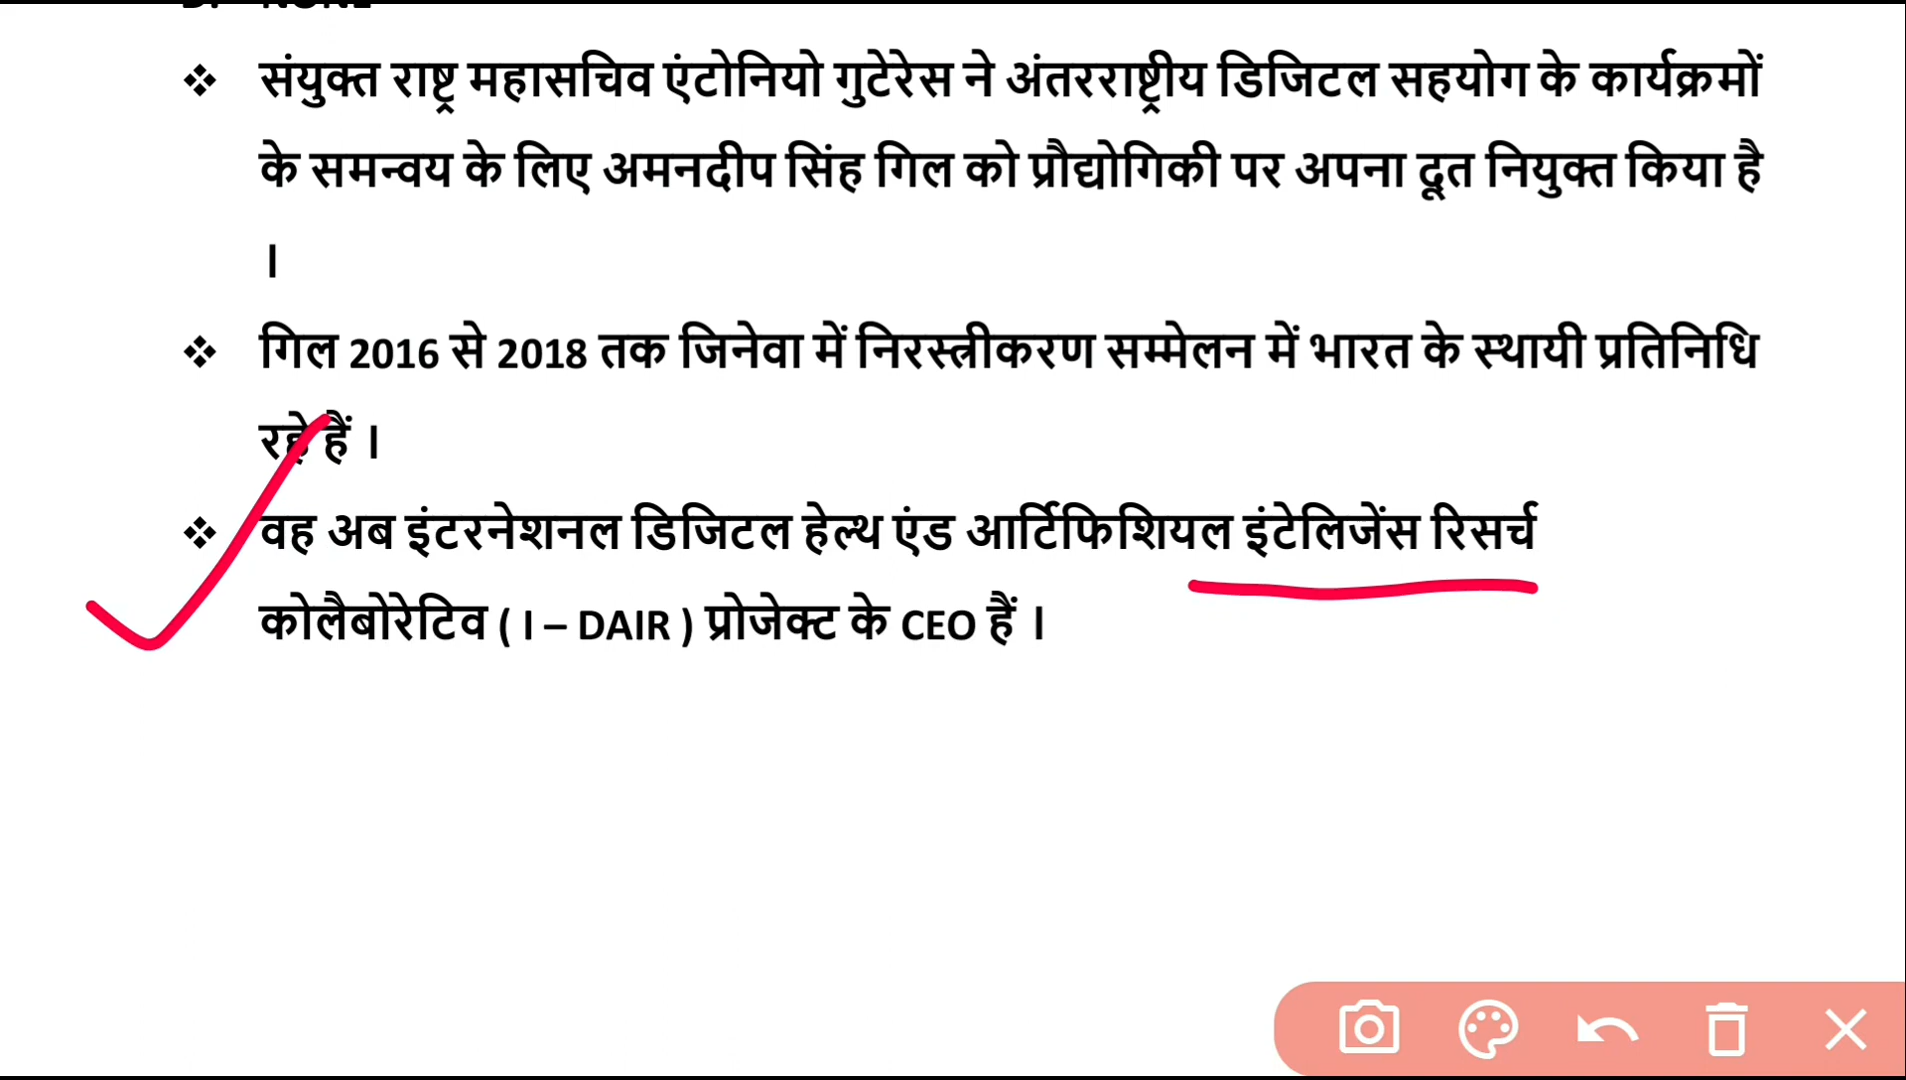 ❖ संयुक्त राष्ट्र महासचिव एंटोनियो गुटेरेस ने अंतरराष्ट्रीय डिजिटल सहयोग के कार्यक्रमों
के समन्वय के लिए अमनदीप सिंह गिल को प्रौद्योगिकी पर अपना दूत नियुक्त किया है
।
❖ गिल 2016 से 2018 तक जिनेवा में निरस्त्रीकरण सम्मेलन में भारत के स्थायी प्रतिनिधि
रहे हैं ।
❖ वह अब इंटरनेशनल डिजिटल हेल्थ एंड आर्टिफिशियल इंटेलिजेंस रिसर्च
कोलैबोरेटिव ( I – DAIR ) प्रोजेक्ट के CEO हैं ।